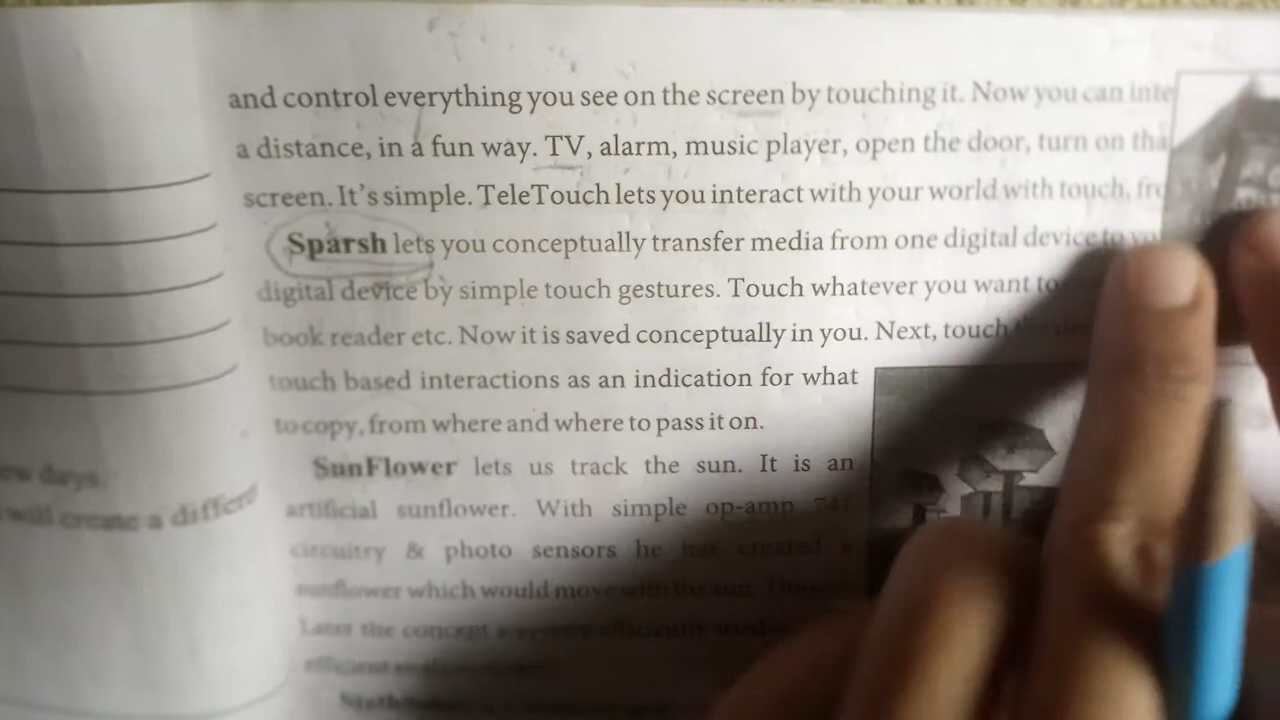 and control everything you see on the screen by touching it. Now you can inte
a distance, in a fun way. TV, alarm, music player, open the door, turn on tha
screen. It's simple. TeleTouch lets you interact with your world with touch, fro
Sparsh lets you conceptually transfer media from one digital device to yo
digital device by simple touch gestures. Touch whatever you want to
book reader etc. Now it is saved conceptually in you. Next, touch
touch based interactions as an indication for what
to copy, from where and where to pass it on.
SunFlower lets us track the sun. It is an
ew days.
artificial sunflower. With simple op-amp 741
will create a differe
circuitry & photo sensors he has created a
sunflower which would move with the sun.
Later the concept
efficient